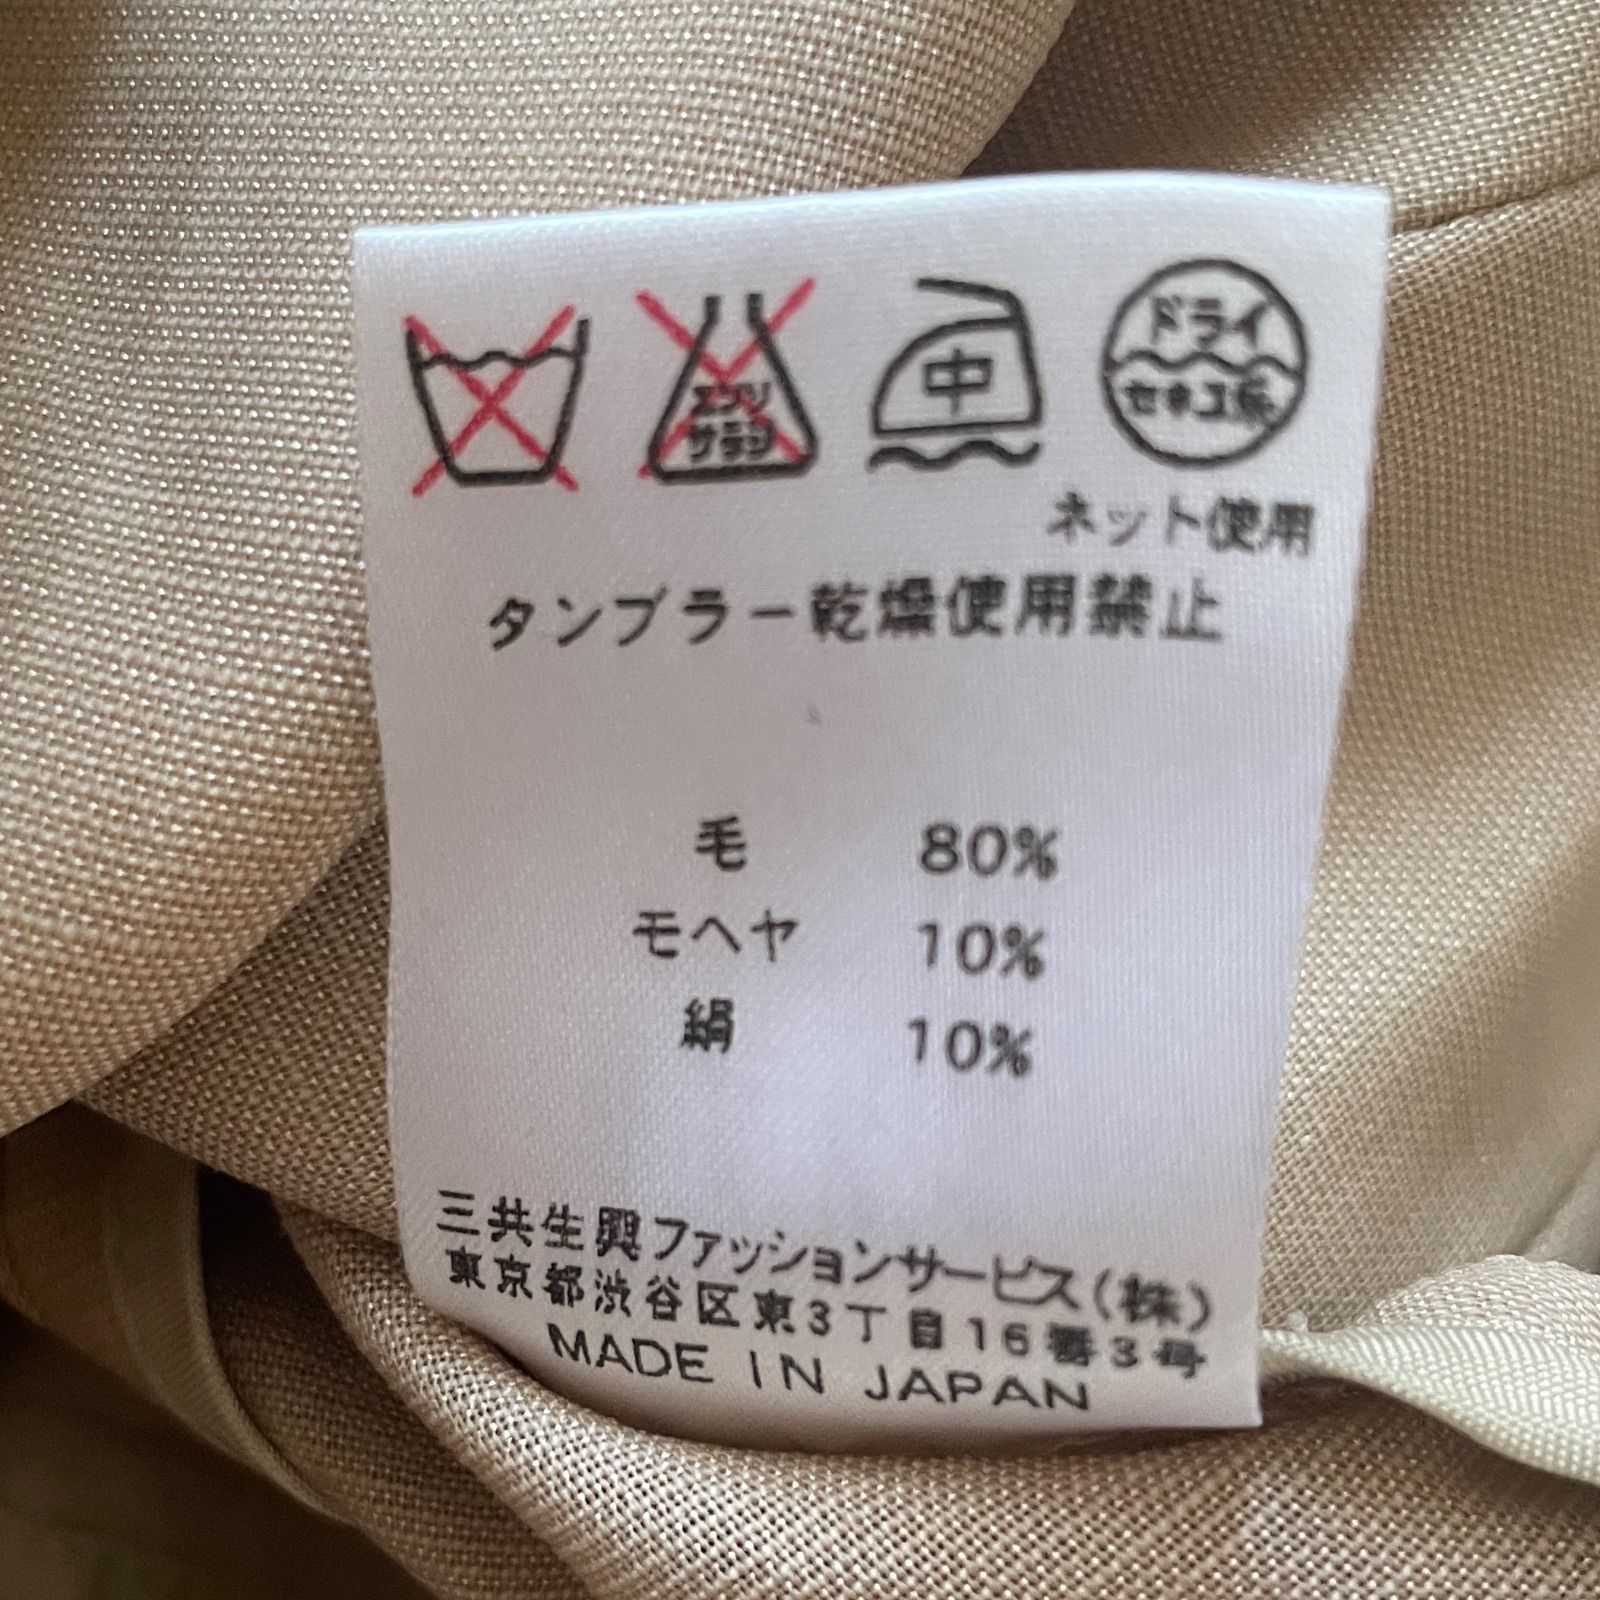 エンソ サラシ
中
ドライ
セキユ系
ネット使用
タンブラー乾燥使用禁止
毛 80%
モヘヤ 10%
絹 10%
三共生興ファッションサービス(株)
東京都渋谷区東3丁目16番3号
MADE IN JAPAN